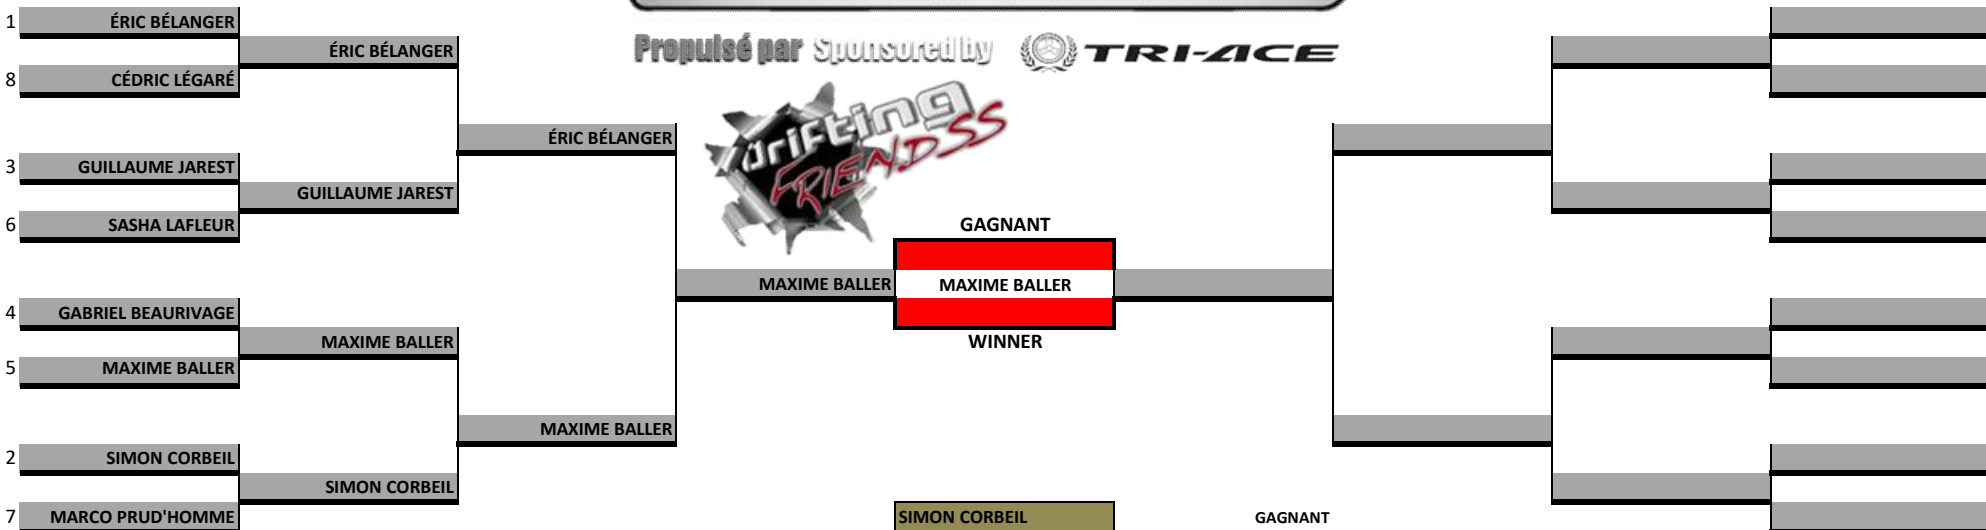 1 ÉRIC BÉLANGER
ÉRIC BÉLANGER
8 CÉDRIC LÉGARÉ
ÉRIC BÉLANGER
3 GUILLAUME JAREST
GUILLAUME JAREST
6 SASHA LAFLEUR
MAXIME BALLER
4 GABRIEL BEAURIVAGE
MAXIME BALLER
5 MAXIME BALLER
MAXIME BALLER
2 SIMON CORBEIL
SIMON CORBEIL
7 MARCO PRUD'HOMME
Propulsé par Sponsored by TRI-ACE
Drifting
FRIENDSS
GAGNANT
MAXIME BALLER
WINNER
SIMON CORBEIL
GAGNANT